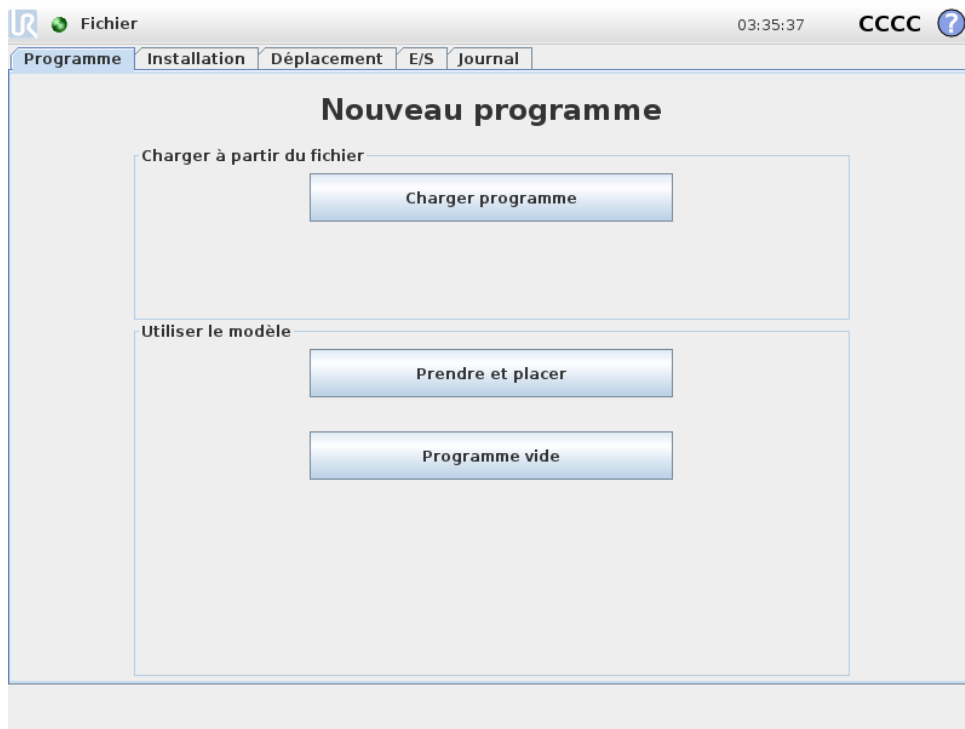 UR Fichier 03:35:37 CCCC ?
Programme Installation Déplacement E/S Journal
Nouveau programme
Charger à partir du fichier
Charger programme
Utiliser le modèle
Prendre et placer
Programme vide